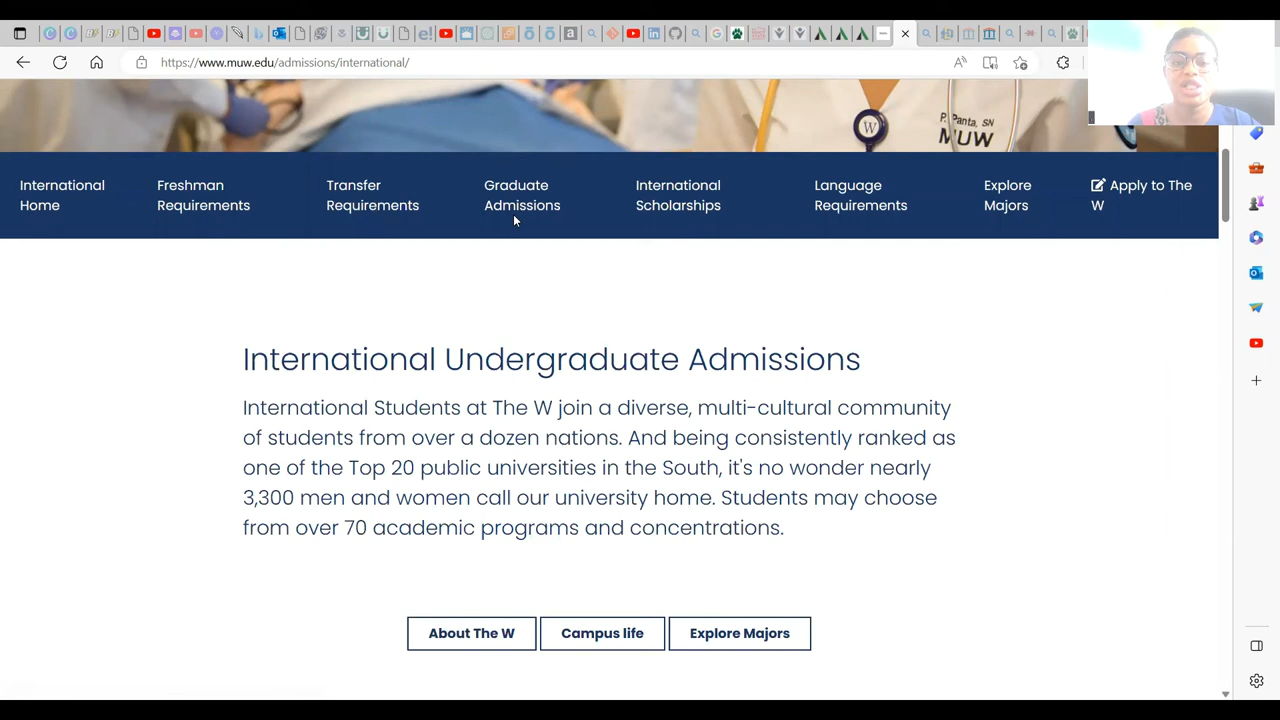 https://www.muw.edu/admissions/international/
P. Panta, SN
W
MUW
International Home
Freshman Requirements
Transfer Requirements
Graduate Admissions
International Scholarships
Language Requirements
Explore Majors
Apply to The W
International Undergraduate Admissions
International Students at The W join a diverse, multi-cultural community
of students from over a dozen nations. And being consistently ranked as
one of the Top 20 public universities in the South, it's no wonder nearly
3,300 men and women call our university home. Students may choose
from over 70 academic programs and concentrations.
About The W
Campus life
Explore Majors